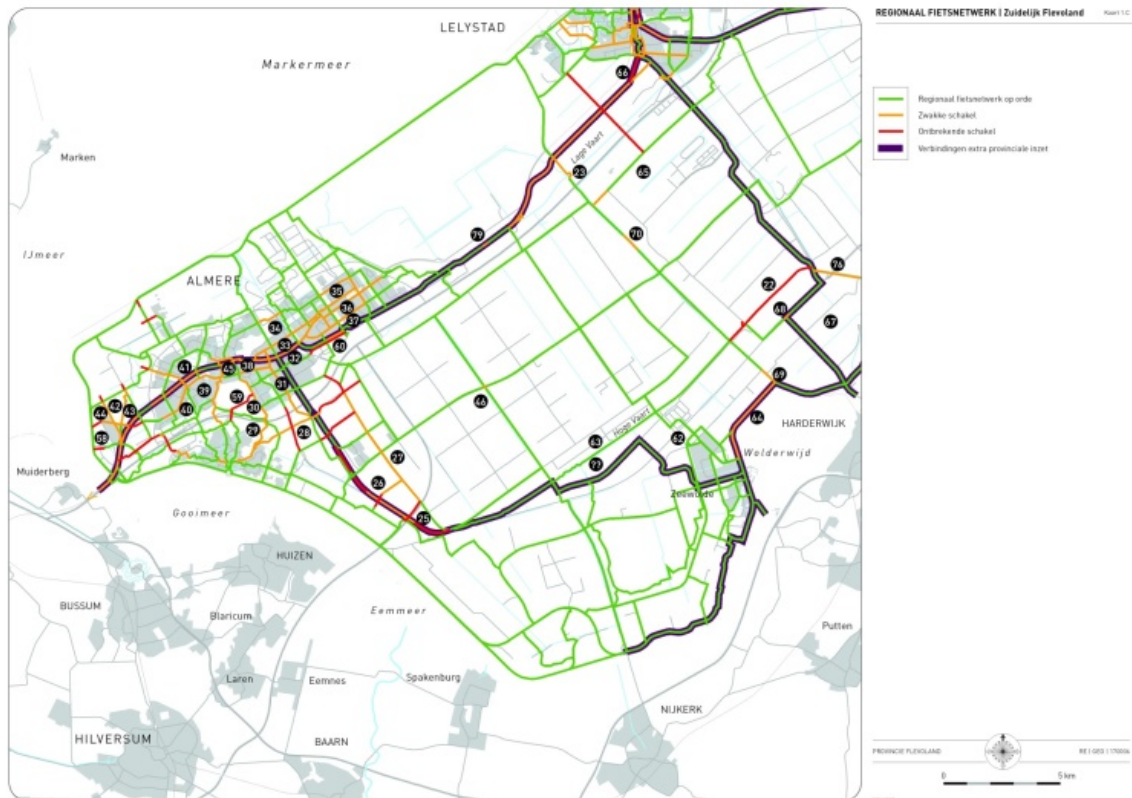 REGIONAAL FIETSNETWERK | Zuidelijk Flevoland
Kaart 1.C
Regionaal fietsnetwerk op orde
Zwakke schakel
Ontbrekende schakel
Verbindingen extra provinciale inzet
LELYSTAD
Markermeer
66
Marken
Lage Vaart
23
65
IJmeer
79
70
76
ALMERE
35
22
36
68
34
37
67
33
60
41
45
38
32
69
31
39
59
46
40
30
64
44
42
43
29
28
Hoge Vaart
63
62
HARDERWIJK
58
27
77
Wolderwijd
Muiderberg
26
Zeewolde
25
Gooimeer
HUIZEN
BUSSUM
Blaricum
Eemmeer
Putten
Laren
Eemnes
Spakenburg
NIJKERK
HILVERSUM
BAARN
PROVINCIE FLEVOLAND
0
5 km